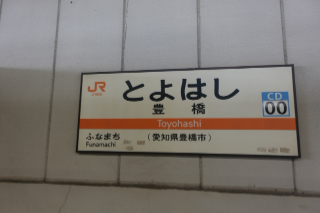 JR
とよはし
豊橋
Toyohashi
CD
00
ふなまち
Funamachi
(愛知県豊橋市)